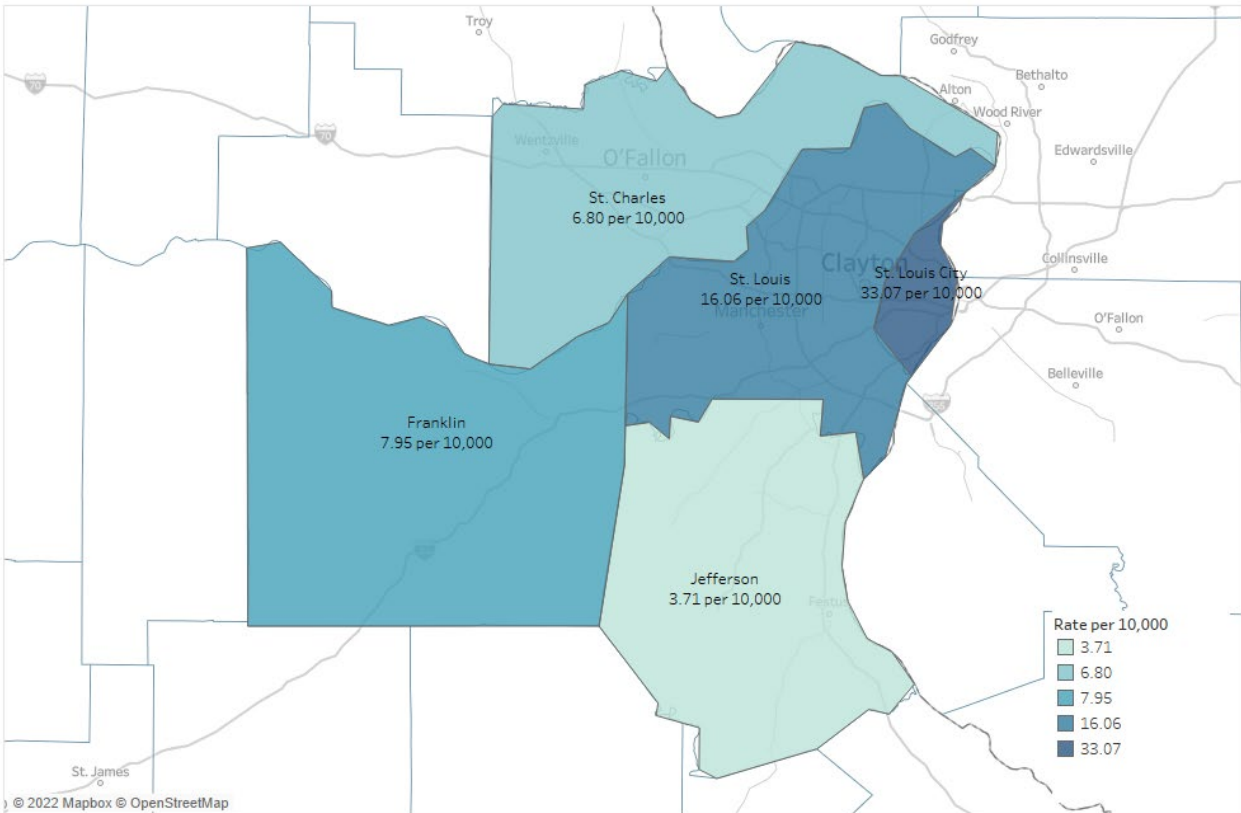 Troy
Godfrey
Bethalto
Alton
Wood River
70
70
Wentzville
O'Fallon
Edwardsville
St. Charles
6.80 per 10,000
Clayton
St. Louis
16.06 per 10,000
St. Louis City
33.07 per 10,000
Collinsville
Manchester
O'Fallon
Belleville
Franklin
7.95 per 10,000
Jefferson
3.71 per 10,000
Festus
Rate per 10,000
3.71
6.80
7.95
16.06
33.07
St. James
© 2022 Mapbox © OpenStreetMap